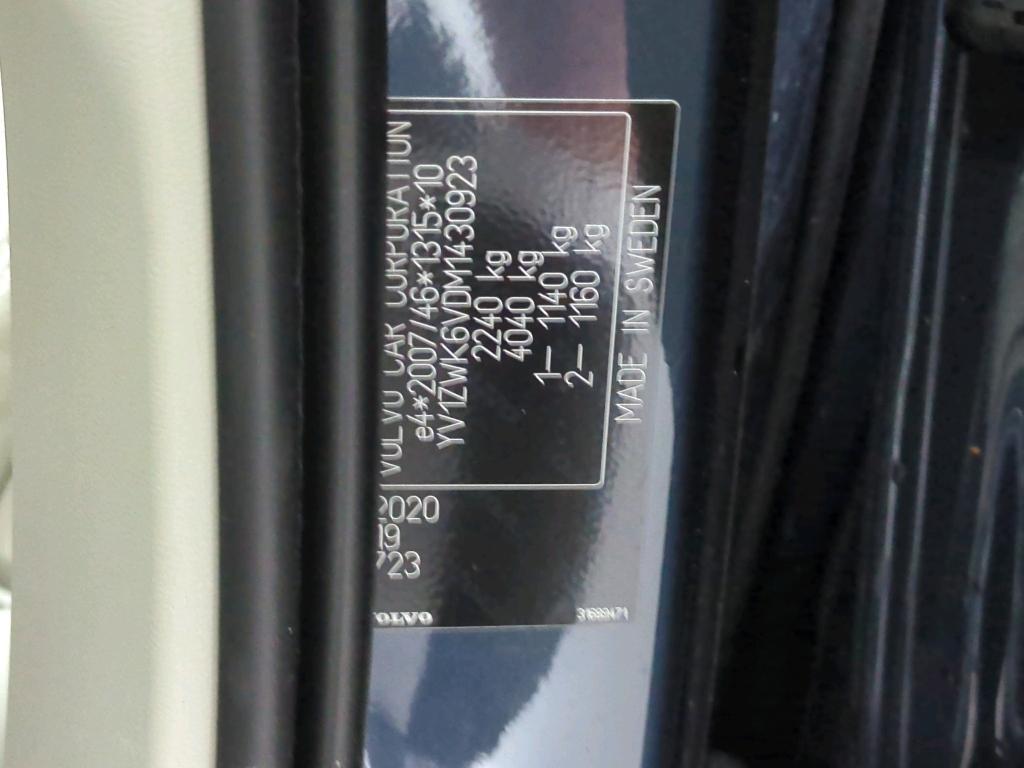 VOLVO CAR CORPORATION
e4*2007/46*1315*10
YV1ZWK6VDM1430923
2240 kg
4040 kg
1– 1140 kg
2– 1160 kg
MADE IN SWEDEN
2020
19
723
VOLVO
31689471